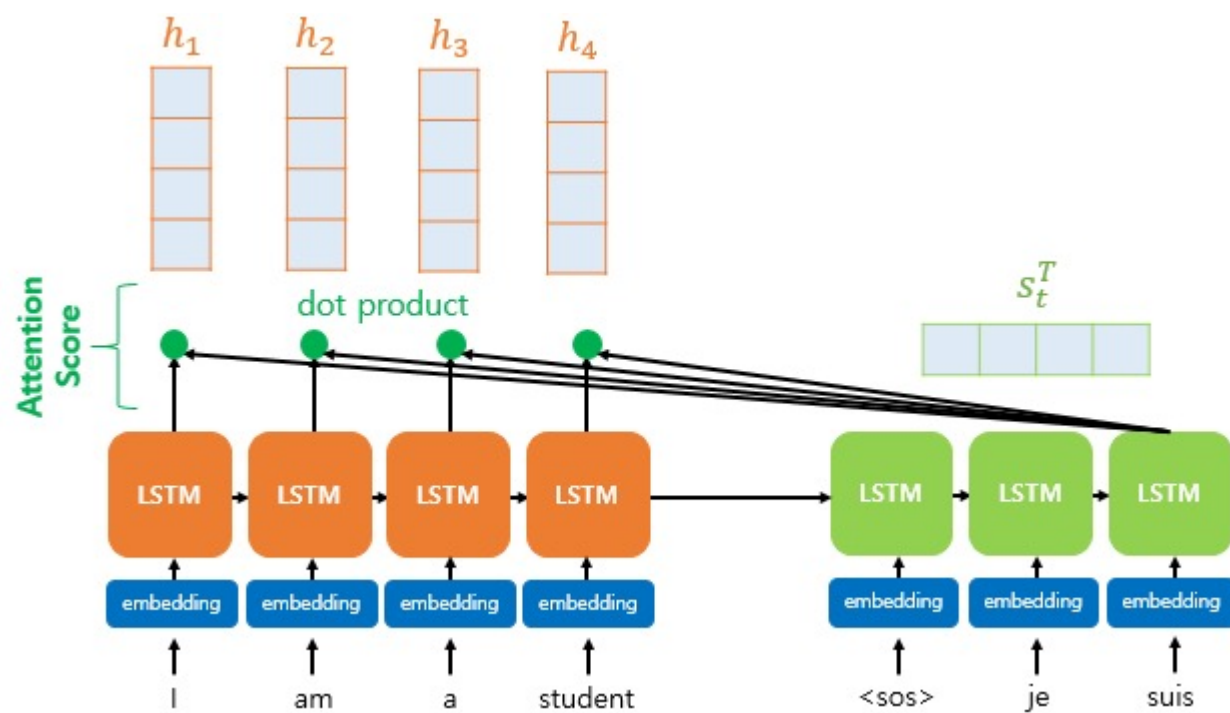 h₁ h₂ h₃ h₄
Attention
Score
dot product
sₜᵀ
LSTM LSTM LSTM LSTM LSTM LSTM LSTM
embedding embedding embedding embedding embedding embedding embedding
I am a student <sos> je suis